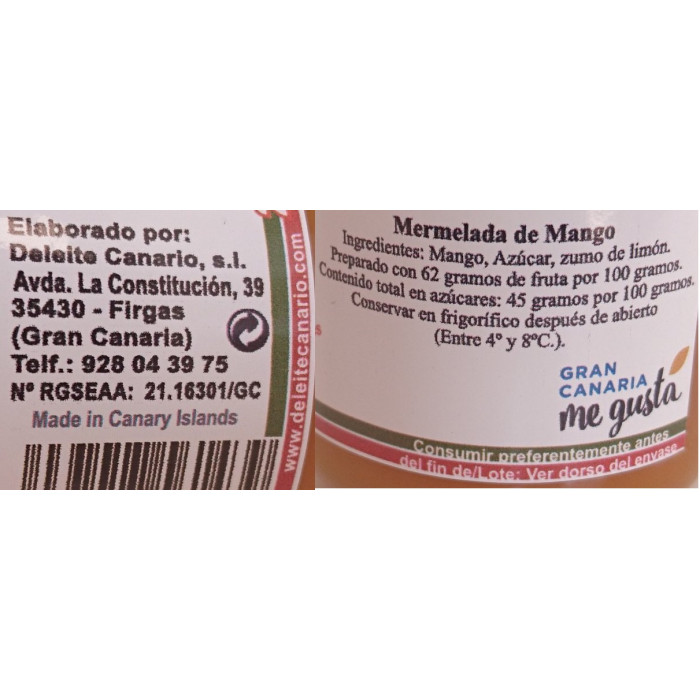 Elaborado por:
Deleite Canario, s.l.
Avda. La Constitución, 39
35430 - Firgas
(Gran Canaria)
Telf.: 928 04 39 75
Nº RGSEAA: 21.16301/GC
Made in Canary Islands
www.deleitecanario.com
Mermelada de Mango
Ingredientes: Mango, Azúcar, zumo de limón.
Preparado con 62 gramos de fruta por 100 gramos.
Contenido total en azúcares: 45 gramos por 100 gramos.
Conservar en frigorífico después de abierto
(Entre 4º y 8ºC.).
GRAN
CANARIA
me gusta
Consumir preferentemente antes
del fin de/Lote: Ver dorso del envase